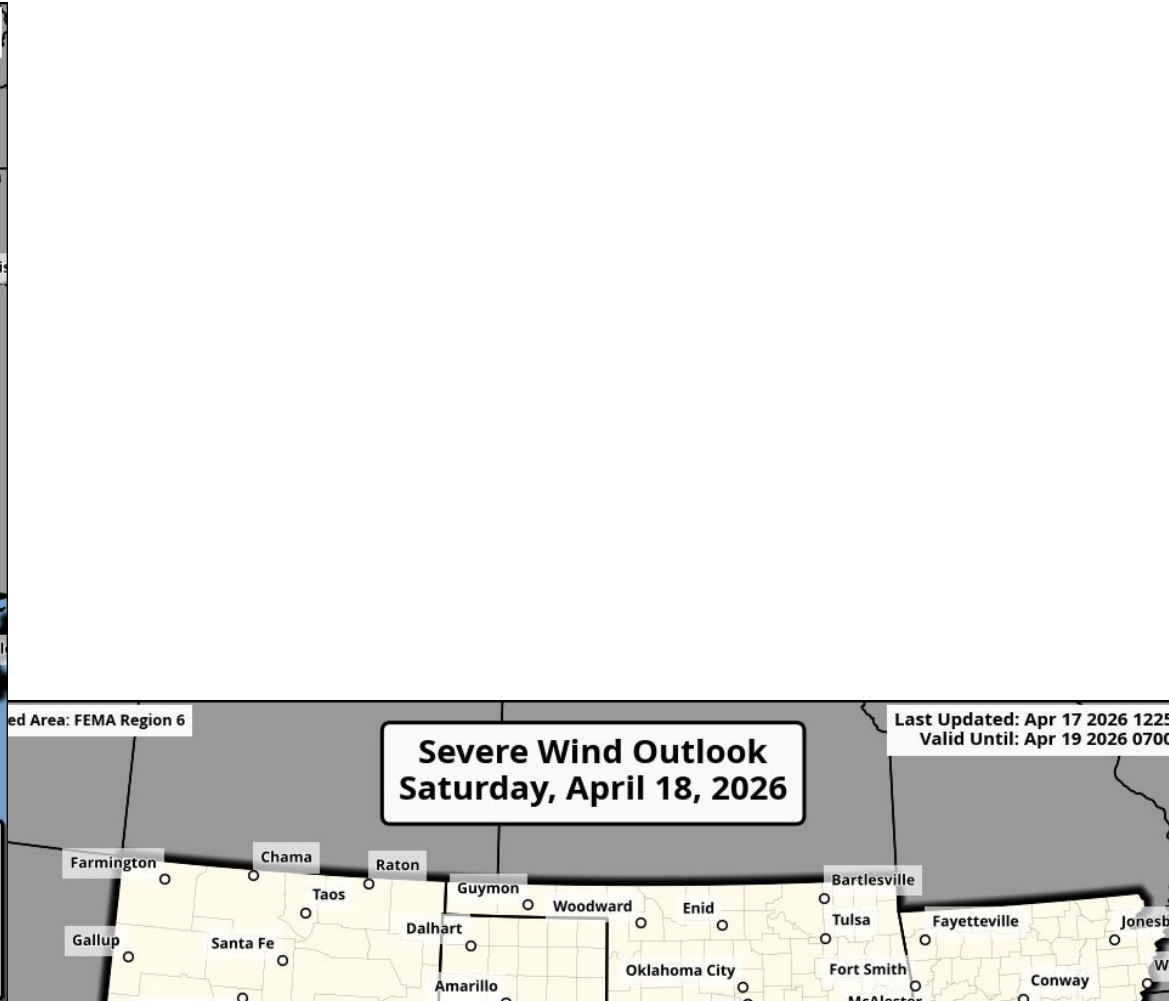 ed Area: FEMA Region 6
Last Updated: Apr 17 2026 1225
Valid Until: Apr 19 2026 0700
Severe Wind Outlook
Saturday, April 18, 2026
Farmington
Chama
Raton
Taos
Guymon
Woodward
Enid
Bartlesville
Tulsa
Fayetteville
Jonesb
Gallup
Santa Fe
Dalhart
Oklahoma City
Fort Smith
Amarillo
McAlester
Conway
W